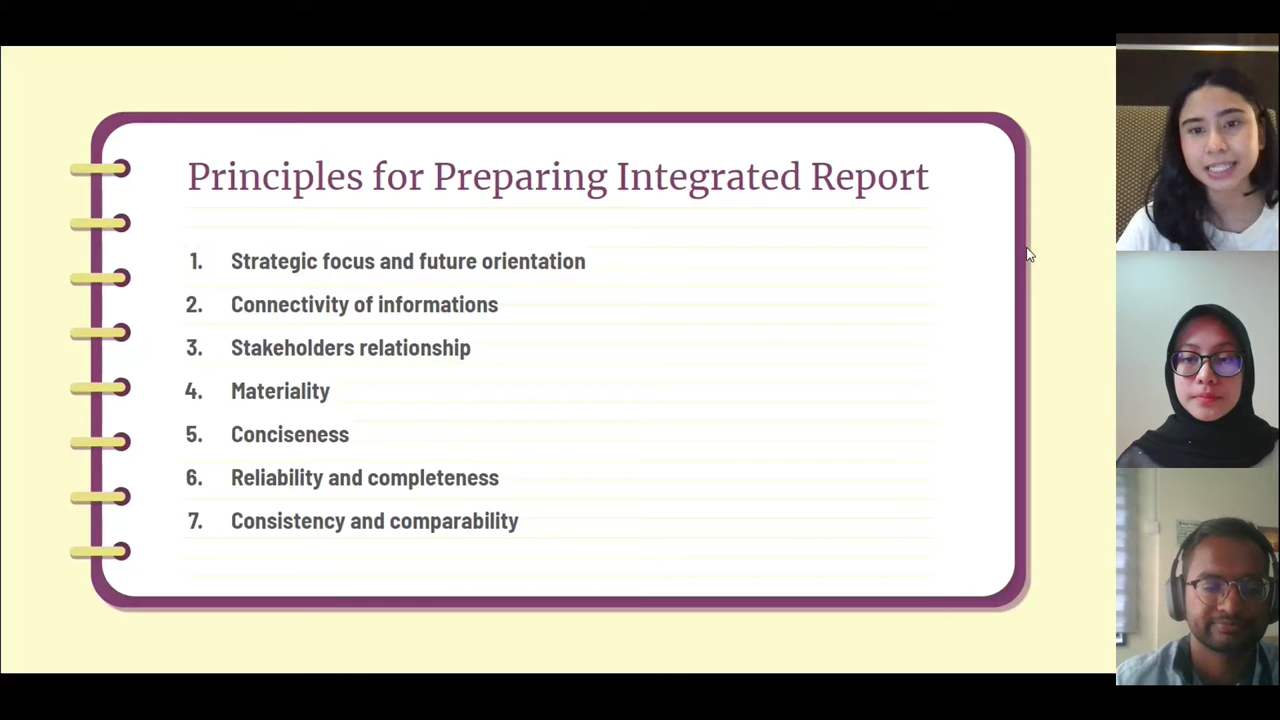 Principles for Preparing Integrated Report
1. Strategic focus and future orientation
2. Connectivity of informations
3. Stakeholders relationship
4. Materiality
5. Conciseness
6. Reliability and completeness
7. Consistency and comparability